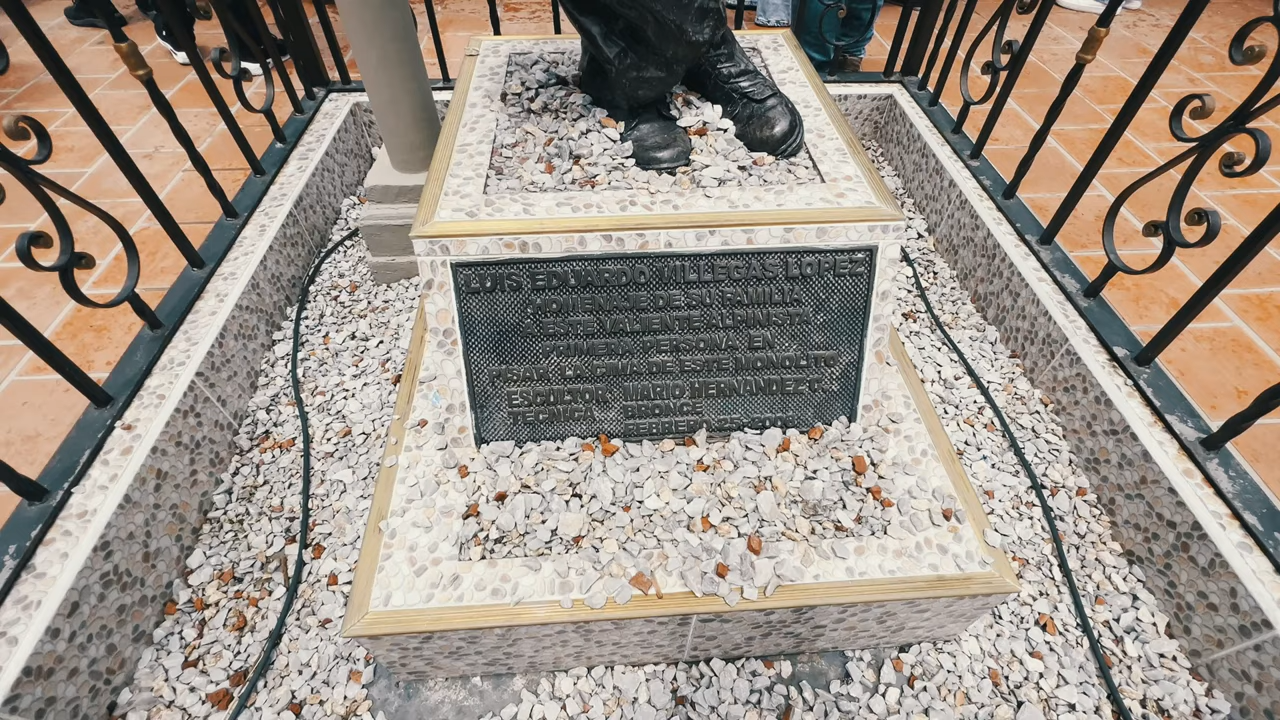 LUIS EDUARDO VILLEGAS LOPEZ
HOMENAJE DE SU FAMILIA
A ESTE VALIENTE ALPINISTA
PRIMERA PERSONA EN
PISAR LA CIMA DE ESTE MONOLITO
ESCULTOR MARIO HERNANDEZ C.
TECNICA BRONCE
FEBRERO